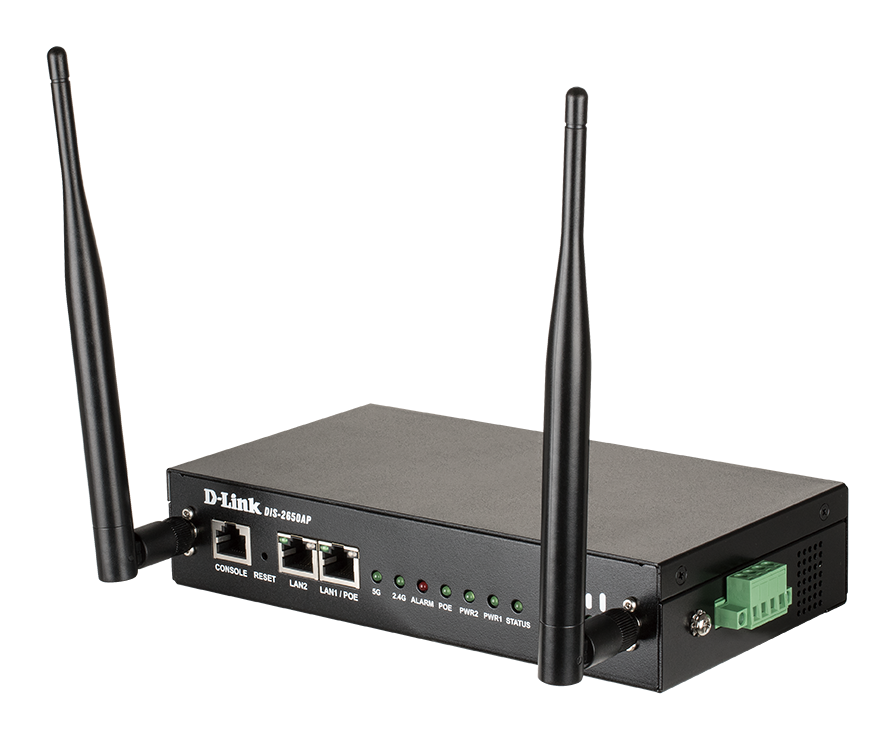 D-Link DIS-2650AP
CONSOLE RESET LAN2 LAN1 / POE 5G 2.4G ALARM POE PWR2 PWR1 STATUS